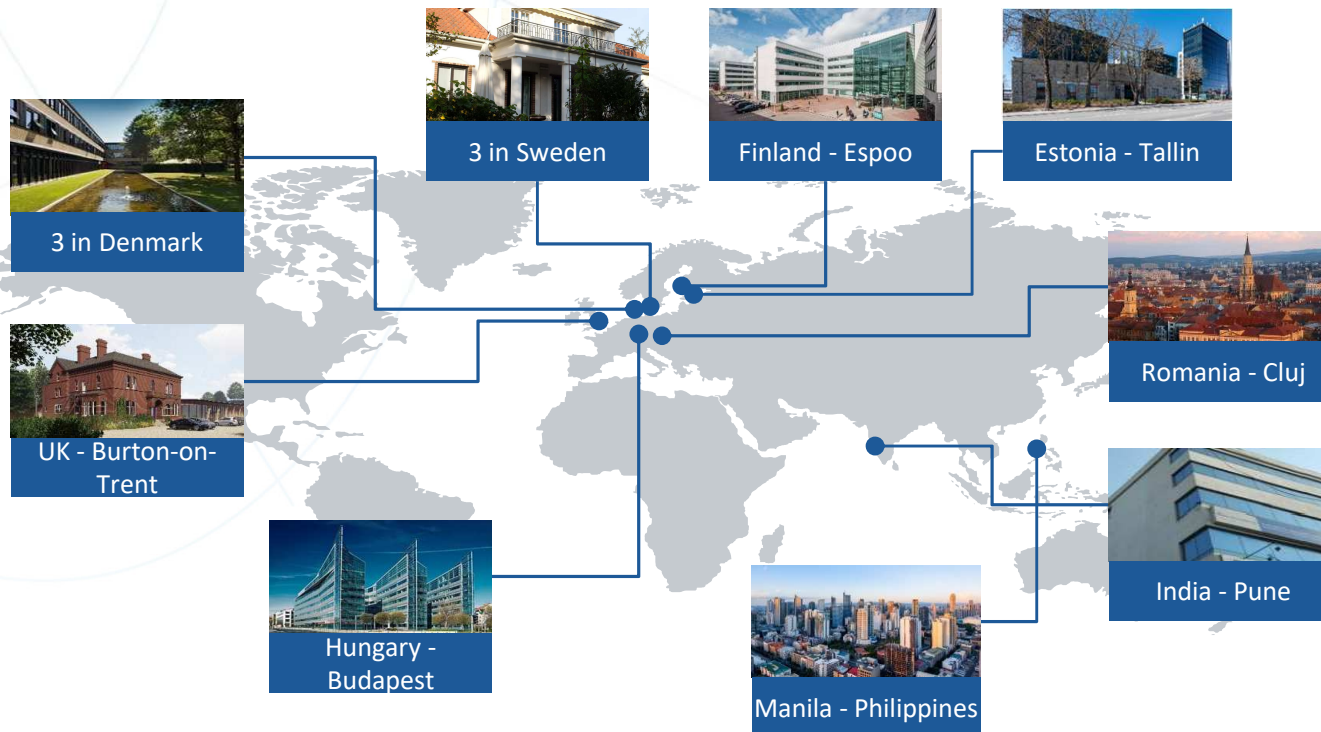 3 in Sweden
Finland - Espoo
Estonia - Tallin
3 in Denmark
Romania - Cluj
UK - Burton-on-
Trent
India - Pune
Hungary -
Budapest
Manila - Philippines